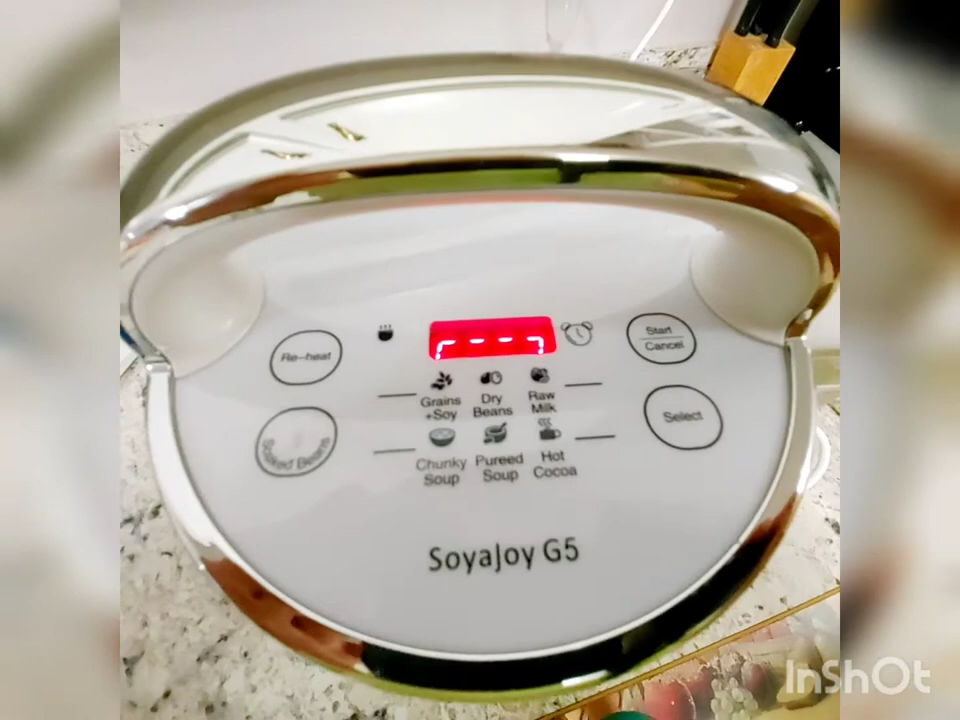 Re-heat
Start
Cancel
Grains
+Soy
Dry
Beans
Raw
Milk
Soaked Beans
Select
Chunky
Soup
Pureed
Soup
Hot
Cocoa
SoyaJoy G5
InShOt